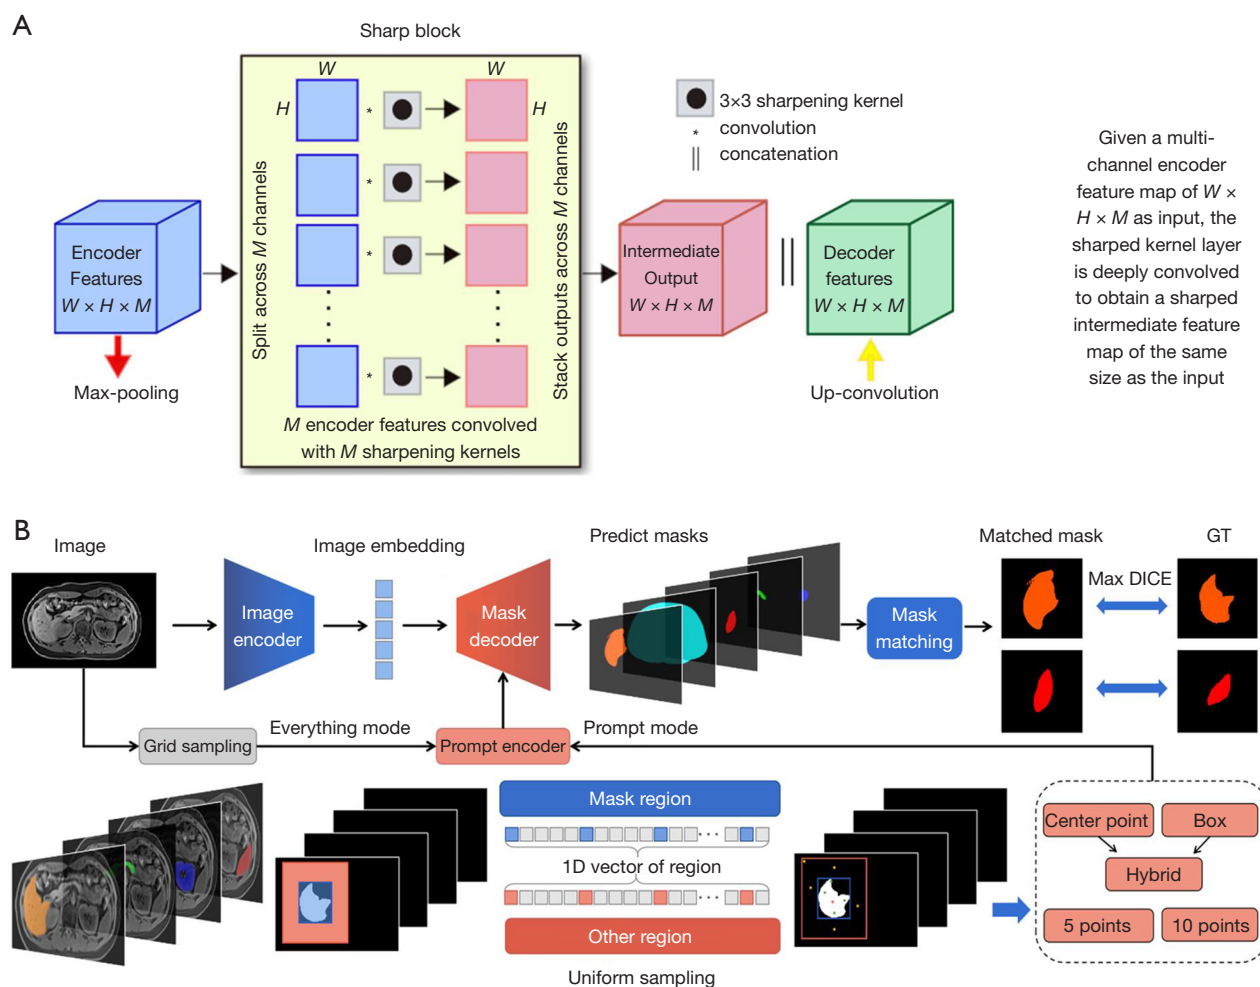 A
Sharp block
W
W
H
H
*
*
*
*
Split across M channels
Stack outputs across M channels
M encoder features convolved
with M sharpening kernels
Encoder
Features
W × H × M
Max-pooling
3×3 sharpening kernel
* convolution
|| concatenation
Intermediate
Output
W × H × M
||
Decoder
features
W × H × M
Up-convolution
Given a multi-
channel encoder
feature map of W ×
H × M as input, the
sharped kernel layer
is deeply convolved
to obtain a sharped
intermediate feature
map of the same
size as the input
B
Image
Image embedding
Predict masks
Matched mask
GT
Image
encoder
Mask
decoder
Mask
matching
Max DICE
Grid sampling
Everything mode
Prompt encoder
Prompt mode
Mask region
1D vector of region
Other region
Uniform sampling
Center point
Box
Hybrid
5 points
10 points